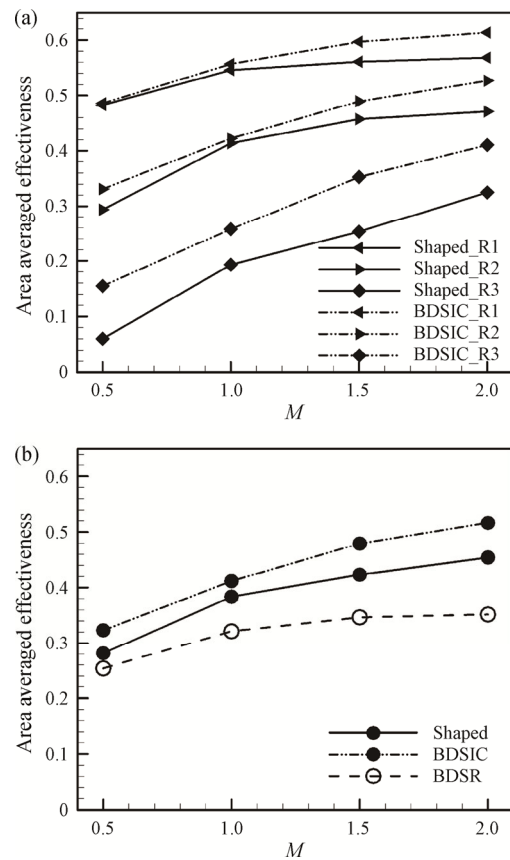 (a)
0.6
0.5
0.4
0.3
0.2
0.1
0
Area averaged effectiveness
Shaped_R1
Shaped_R2
Shaped_R3
BDSIC_R1
BDSIC_R2
BDSIC_R3
0.5 1.0 1.5 2.0
M
(b)
0.6
0.5
0.4
0.3
0.2
0.1
0
Area averaged effectiveness
Shaped
BDSIC
BDSR
0.5 1.0 1.5 2.0
M